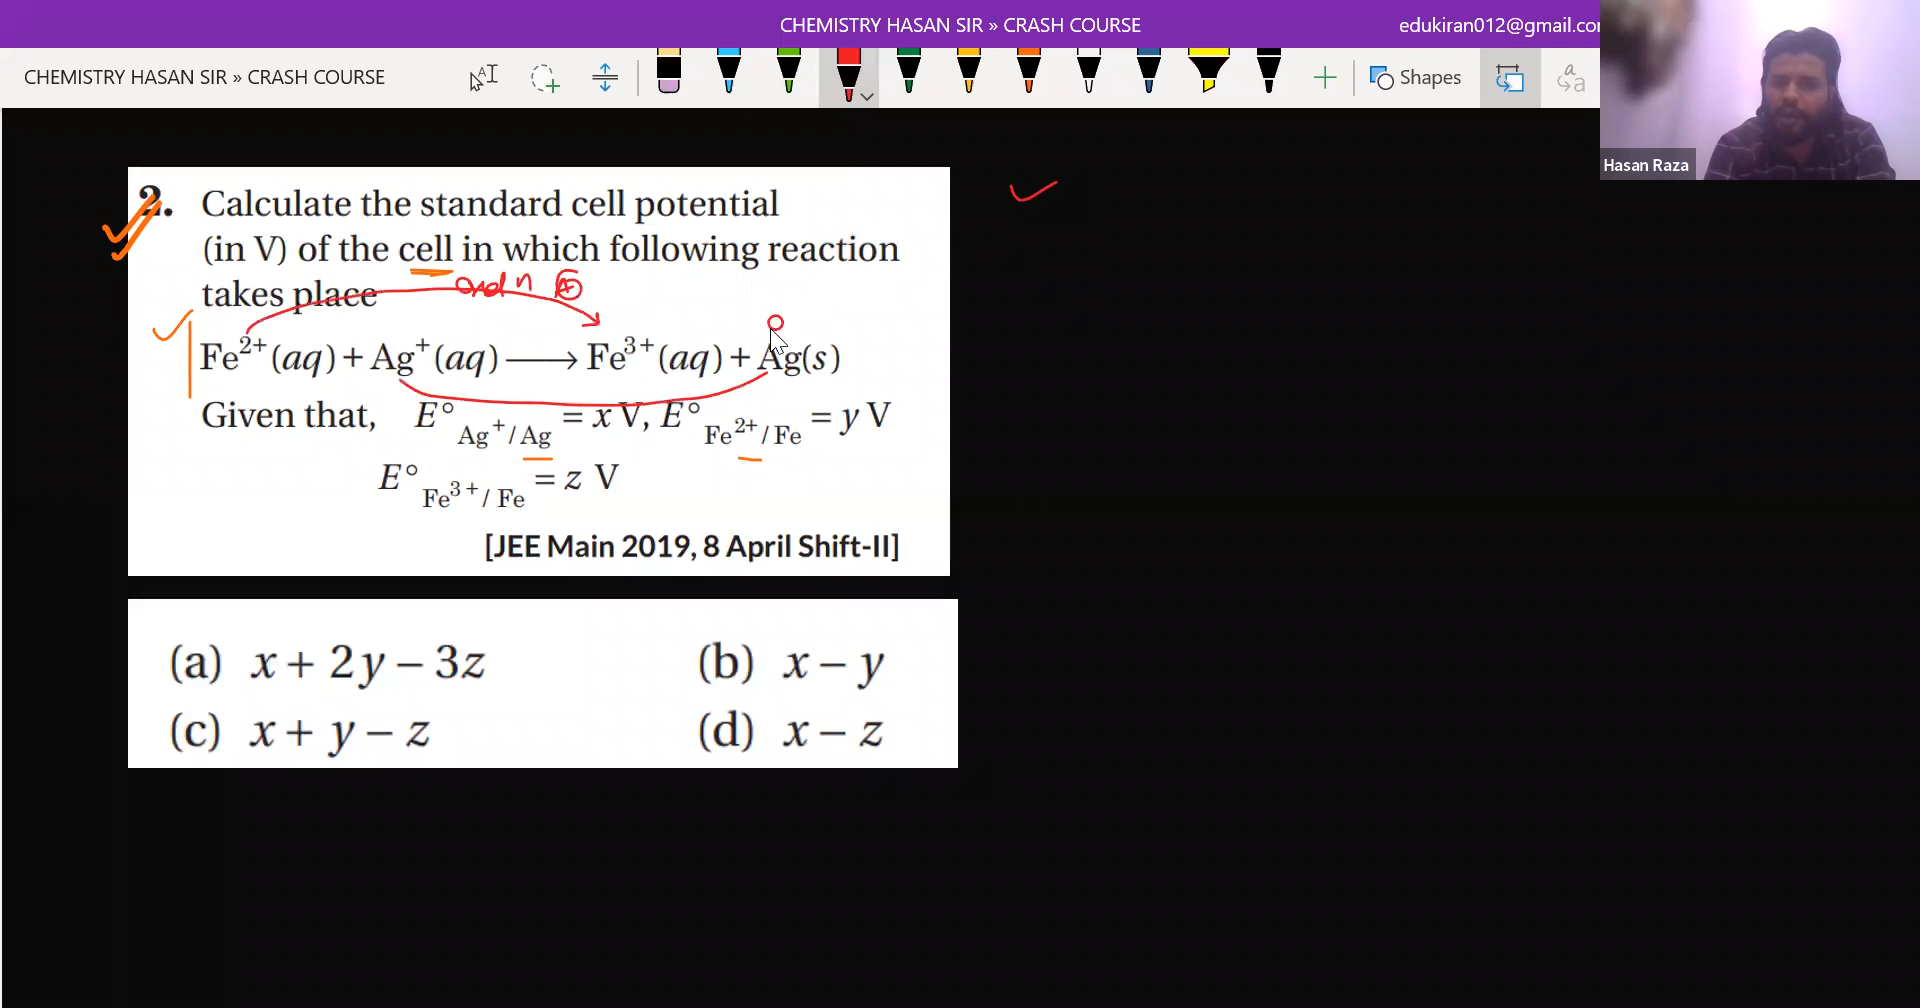 CHEMISTRY HASAN SIR » CRASH COURSE
edukiran012@gmail.co
CHEMISTRY HASAN SIR » CRASH COURSE
Shapes
Hasan Raza
2. Calculate the standard cell potential
(in V) of the cell in which following reaction
takes place
Fe²⁺(aq) + Ag⁺(aq) ⟶ Fe³⁺(aq) + Ag(s)
Given that, E°Ag⁺/Ag = x V, E°Fe²⁺/Fe = y V
E°Fe³⁺/Fe = z V
[JEE Main 2019, 8 April Shift-II]
(a) x + 2y – 3z (b) x – y
(c) x + y – z (d) x – z